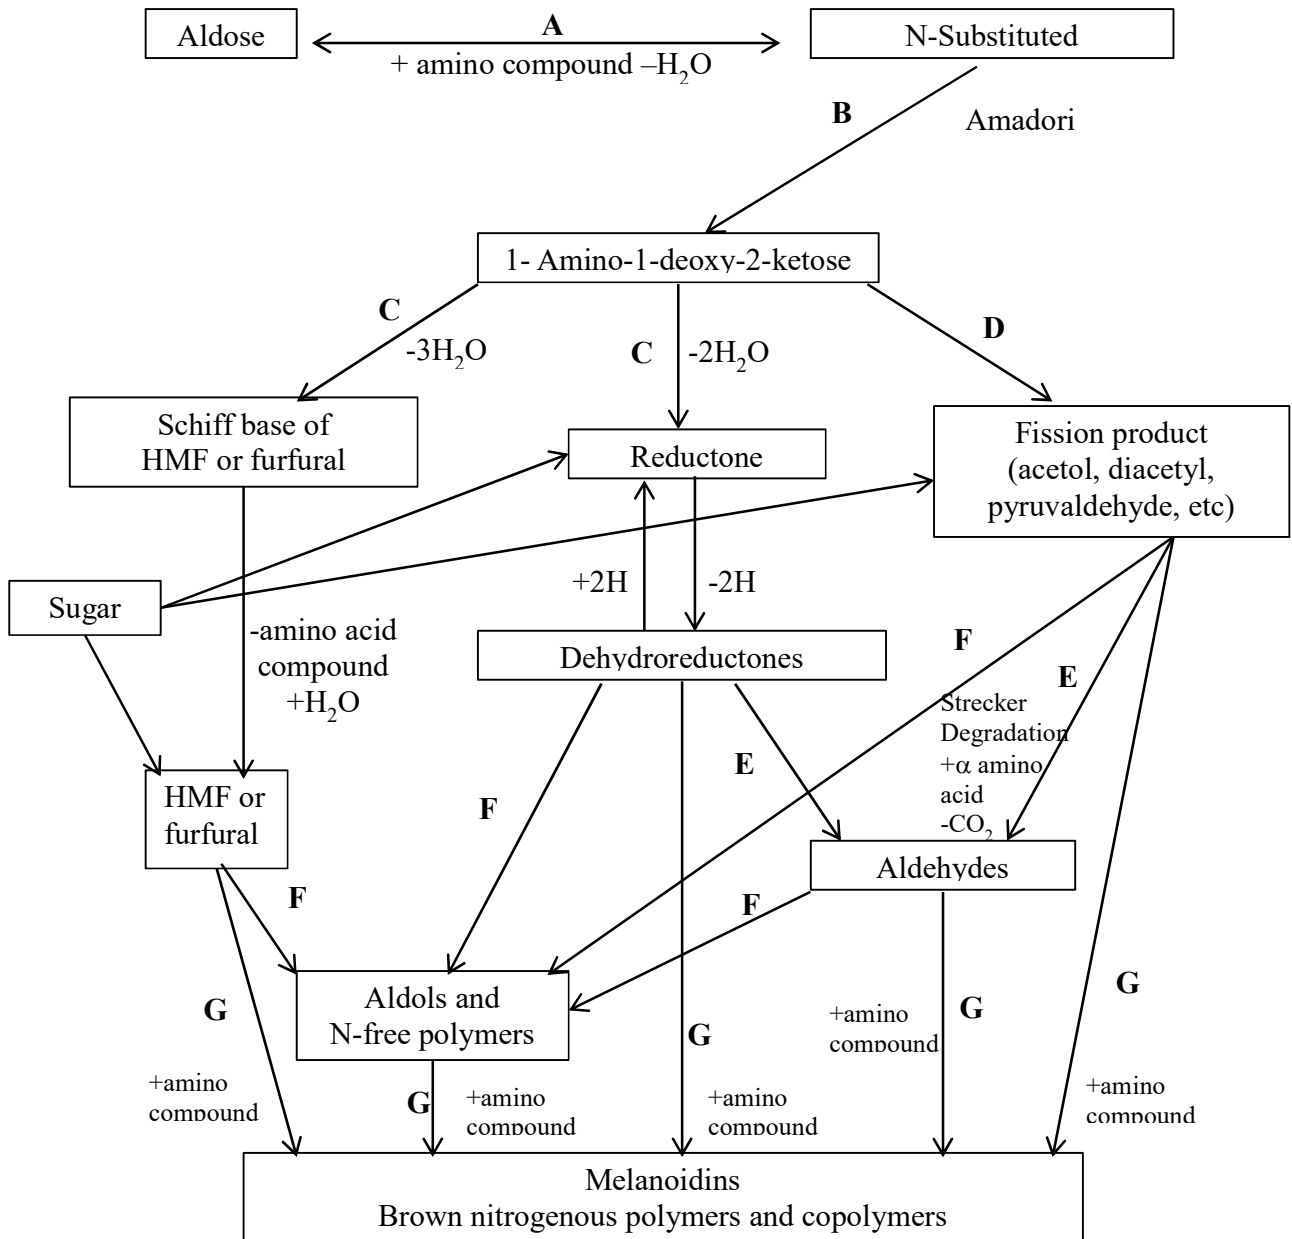 Aldose
A
+ amino compound –H₂O
N-Substituted
B
Amadori
1- Amino-1-deoxy-2-ketose
C
-3H₂O
C
-2H₂O
D
Schiff base of
HMF or furfural
Reductone
Fission product
(acetol, diacetyl,
pyruvaldehyde, etc)
Sugar
+2H
-2H
-amino acid
compound
+H₂O
Dehydroreductones
F
E
Strecker
Degradation
+α amino
acid
-CO₂
E
F
HMF or
furfural
Aldehydes
F
F
Aldols and
N-free polymers
G
G
+amino
compound
G
G
+amino
compound
G
+amino
compound
+amino
compound
+amino
compound
Melanoidins
Brown nitrogenous polymers and copolymers